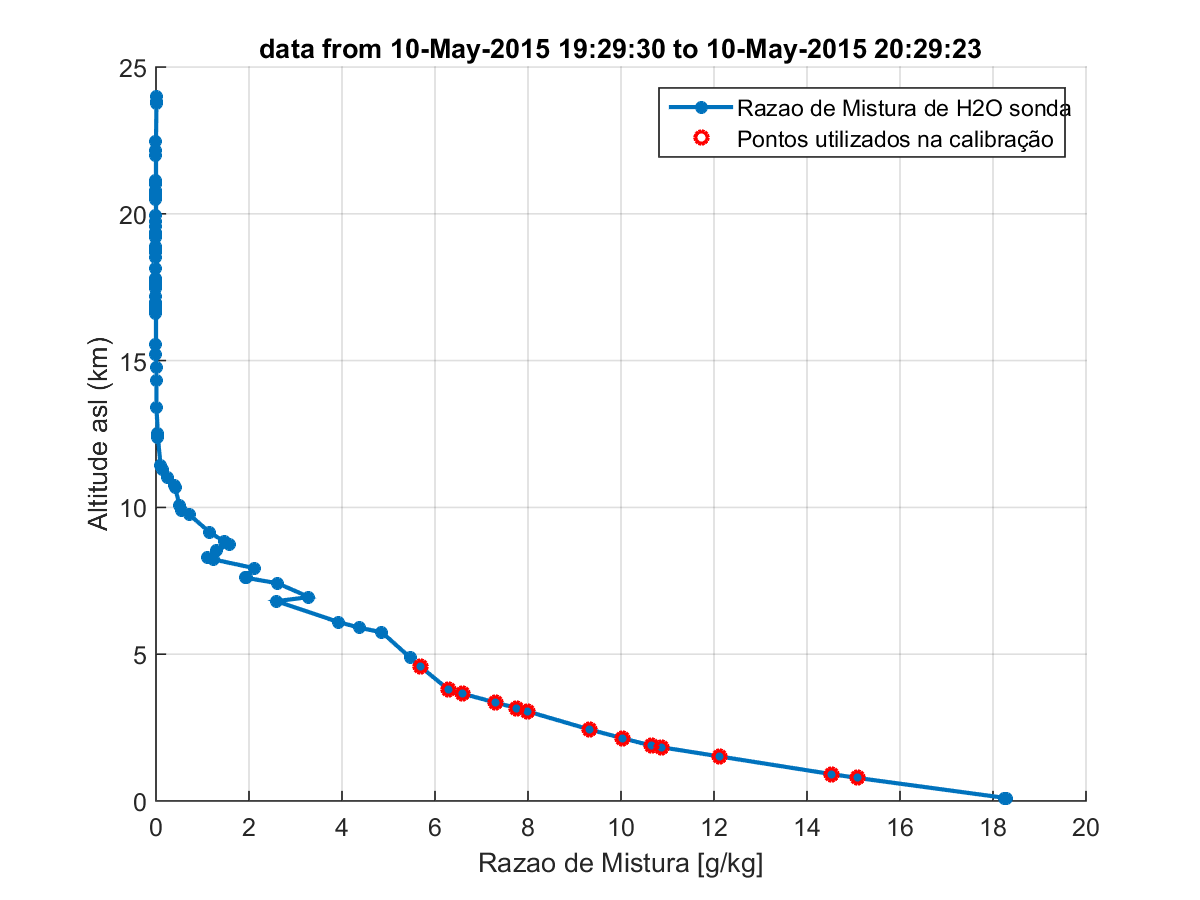 data from 10-May-2015 19:29:30 to 10-May-2015 20:29:23
Razao de Mistura de H2O sonda
Pontos utilizados na calibração
25
20
15
10
5
0
Altitude asl (km)
0 2 4 6 8 10 12 14 16 18 20
Razao de Mistura [g/kg]